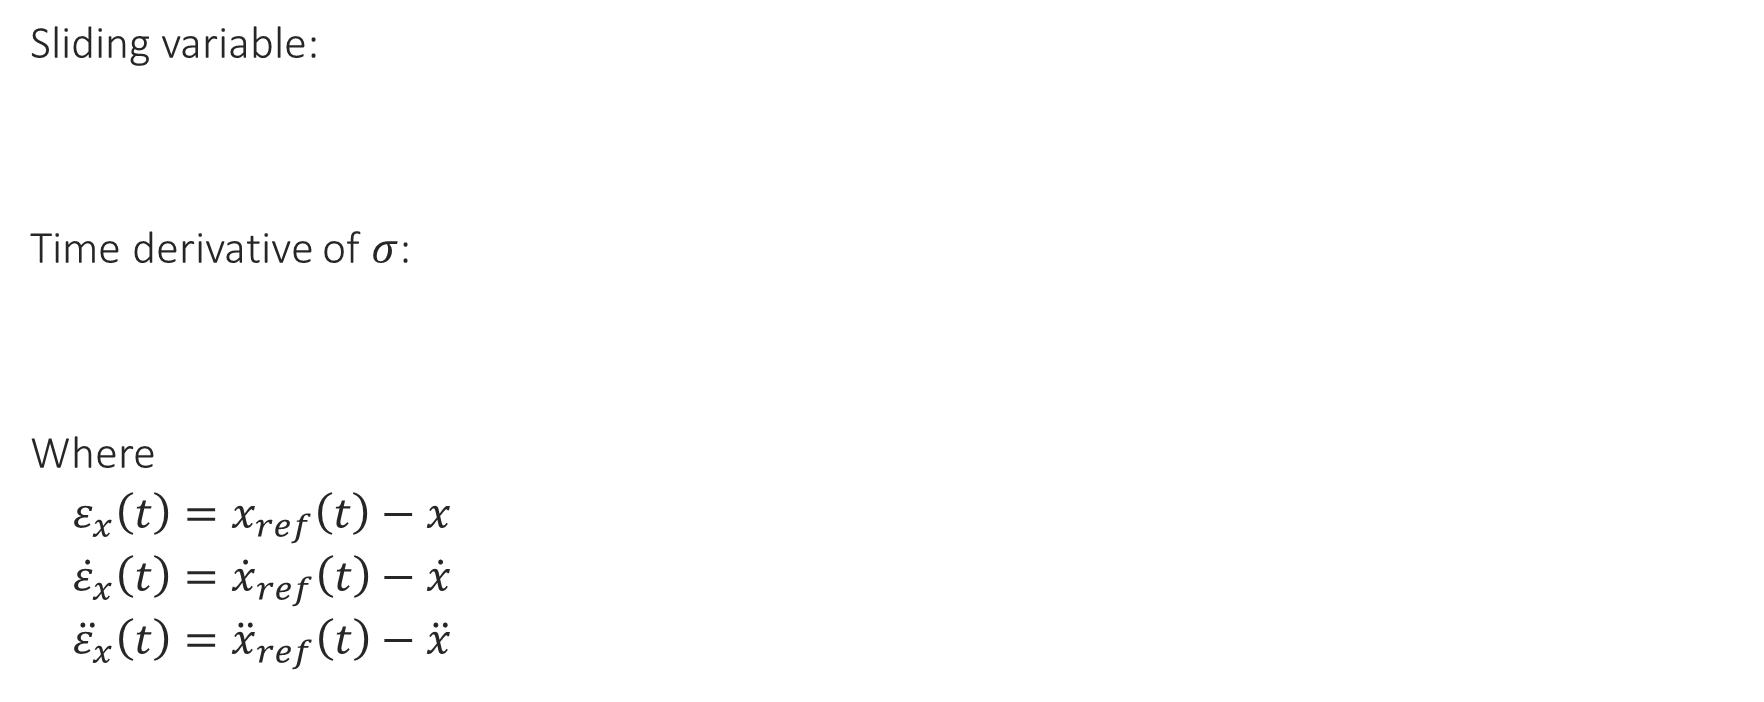 Sliding variable:
Time derivative of σ:
Where
εₓ(t) = x_ref(t) − x
ε̇ₓ(t) = ẋ_ref(t) − ẋ
ε̈ₓ(t) = ẍ_ref(t) − ẍ